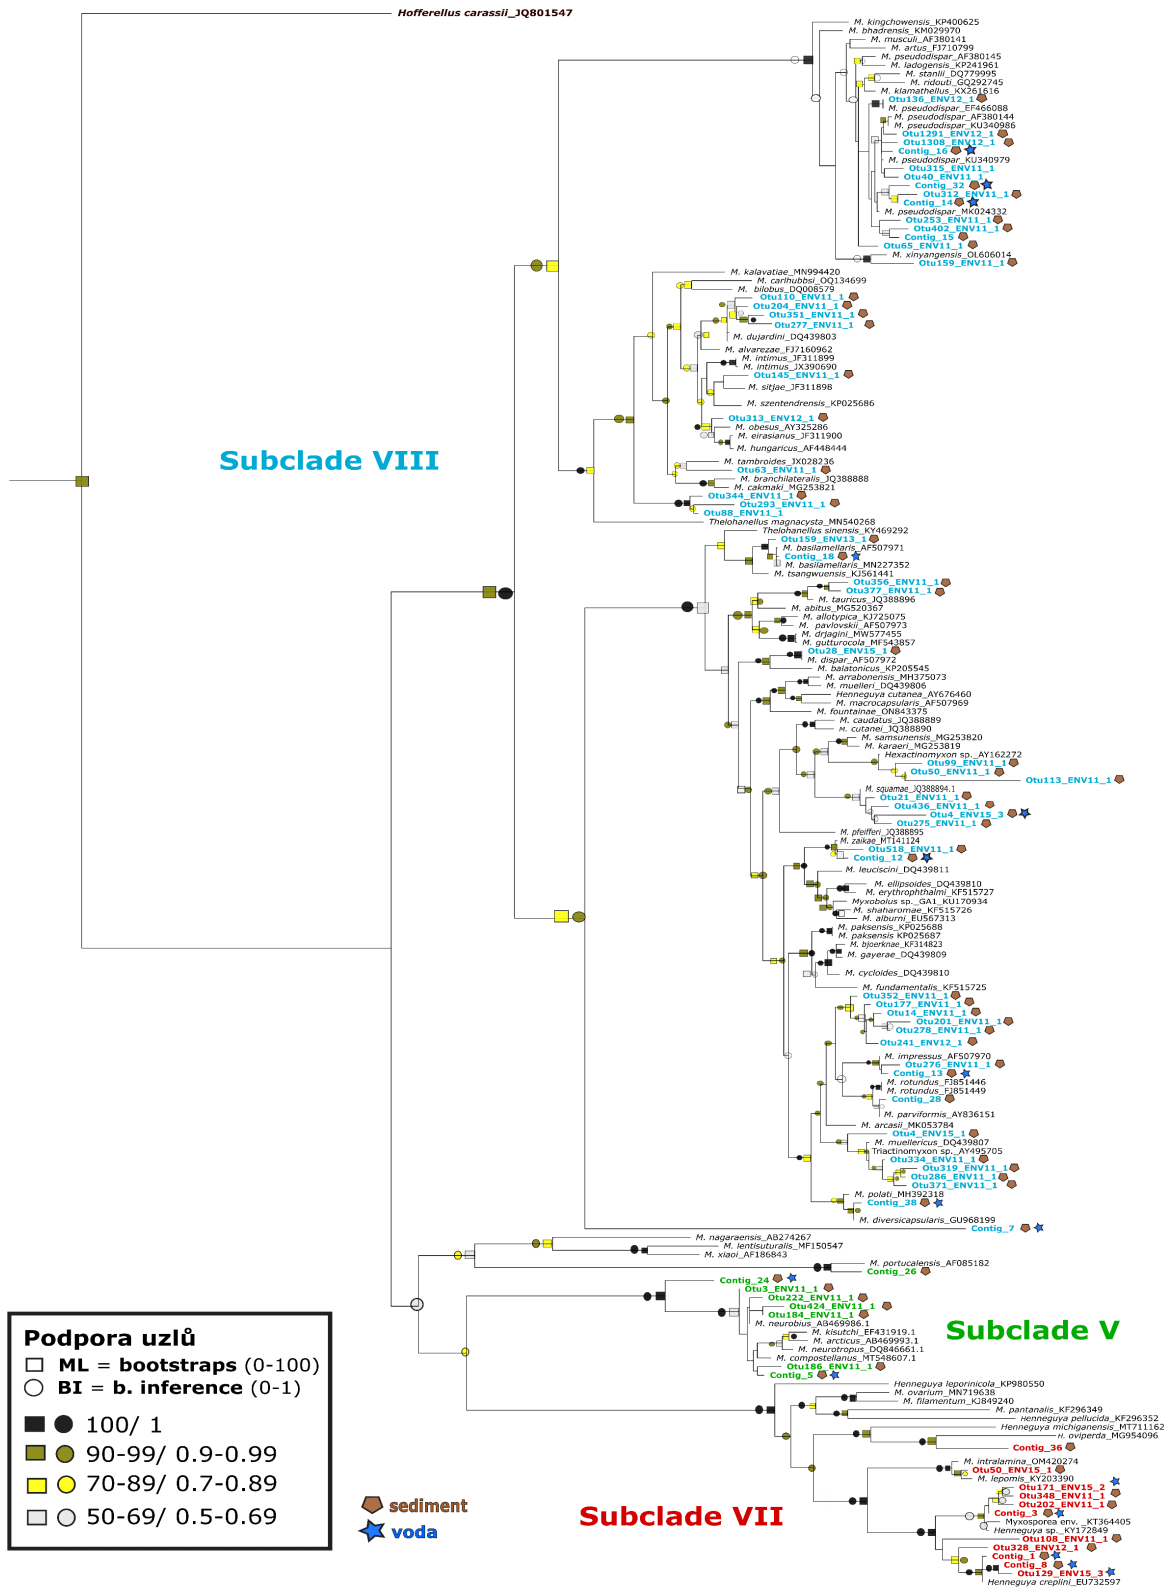 Hofferellus carassii_JQ801547
M. kingchowensis_KP400625
M. bhadrensis_KM029970
M. musculi_AF380141
M. artus_FJ710799
M. pseudodispar_AF380145
M. ladogensis_KP241961
M. stanlii_DQ779995
M. ridouti_GQ292745
M. klamathellus_KX261616
Otu136_ENV12_1
M. pseudodispar_EF466088
M. pseudodispar_AF380144
M. pseudodispar_KU340986
Otu1291_ENV12_1
Otu1308_ENV12_1
Contig_16
M. pseudodispar_KU340979
Otu315_ENV11_1
Otu40_ENV11_1
Contig_32
Otu312_ENV11_1
Contig_14
M. pseudodispar_MK024332
Otu253_ENV11_1
Otu402_ENV11_1
Contig_15
Otu65_ENV11_1
M. xinyangensis_OL606014
Otu159_ENV11_1
M. kalavatiae_MN994420
M. carlhubbsi_OQ134699
M. bilobus_DQ008579
Otu110_ENV11_1
Otu204_ENV11_1
Otu351_ENV11_1
Otu277_ENV11_1
M. dujardini_DQ439803
M. alvarezae_FJ7160962
M. intimus_JF311899
M. intimus_JX390690
Otu145_ENV11_1
M. sitjae_JF311898
M. szentendrensis_KP025686
Otu313_ENV12_1
M. obesus_AY325286
M. eirasianus_JF311900
M. hungaricus_AF448444
Subclade VIII
M. tambroides_JX028236
Otu63_ENV11_1
M. branchilateralis_JQ388888
M. cakmaki_MG253821
Otu344_ENV11_1
Otu293_ENV11_1
Otu88_ENV11_1
Thelohanellus magnacysta_MN540268
Thelohanellus sinensis_KY469292
Otu159_ENV13_1
M. basilamellaris_AF507971
Contig_18
M. basilamellaris_MN227352
M. tsangwuensis_KJ561441
Otu356_ENV11_1
Otu377_ENV11_1
M. tauricus_JQ388896
M. abitus_MG520367
M. allotypica_KJ725075
M. pavlovskii_AF507973
M. drjagini_MW577455
M. gutturocola_MF543857
Otu28_ENV15_1
M. dispar_AF507972
M. balatonicus_KP205545
M. arrabonensis_MH375073
M. muelleri_DQ439806
Henneguya cutanea_AY676460
M. macrocapsularis_AF507969
M. fountainae_ON843375
M. caudatus_JQ388889
M. cutanei_JQ388890
M. samsunensis_MG253820
M. karaeri_MG253819
Hexactinomyxon sp._AY162272
Otu99_ENV11_1
Otu50_ENV11_1
Otu113_ENV11_1
M. squamae_JQ388894.1
Otu21_ENV11_1
Otu436_ENV11_1
Otu4_ENV15_3
Otu275_ENV11_1
M. pfeifferi_JQ388895
M. zaikae_MT141124
Otu518_ENV11_1
Contig_12
M. leuciscini_DQ439811
M. ellipsoides_DQ439810
M. erythrophthalmi_KF515727
Myxobolus sp._GA1_KU170934
M. shaharomae_KF515726
M. alburni_EU567313
M. paksensis_KP025688
M. paksensis KP025687
M. bjoerknae_KF314823
M. gayerae_DQ439809
M. cycloides_DQ439810
M. fundamentalis_KF515725
Otu352_ENV11_1
Otu177_ENV11_1
Otu14_ENV11_1
Otu201_ENV11_1
Otu278_ENV11_1
Otu241_ENV12_1
M. impressus_AF507970
Otu276_ENV11_1
Contig_13
M. rotundus_FJ851446
M. rotundus_FJ851449
Contig_28
M. parviformis_AY836151
M. arcasii_MK053784
Otu4_ENV15_1
M. muellericus_DQ439807
Triactinomyxon sp._AY495705
Otu334_ENV11_1
Otu319_ENV11_1
Otu286_ENV11_1
Otu371_ENV11_1
M. polati_MH392318
Contig_38
M. diversicapsularis_GU968199
Contig_7
M. nagaraensis_AB274267
M. lentisuturalis_MF150547
M. xiaoi_AF186843
M. portucalensis_AF085182
Contig_26
Contig_24
Otu3_ENV11_1
Otu222_ENV11_1
Otu424_ENV11_1
Otu184_ENV11_1
M. neurobius_AB469986.1
M. kisutchi_EF431919.1
M. arcticus_AB469993.1
M. neurotropus_DQ846661.1
M. compostellanus_MT548607.1
Otu186_ENV11_1
Contig_5
Subclade V
Henneguya leporinicola_KP980550
M. ovarium_MN719638
M. filamentum_KJ849240
M. pantanalis_KF296349
Henneguya pellucida_KF296352
Henneguya michiganensis_MT711162
H. oviperda_MG954096
Contig_36
M. intralamina_OM420274
Otu50_ENV15_1
M. lepomis_KY203390
Otu171_ENV15_2
Otu348_ENV11_1
Otu202_ENV11_1
Contig_3
Myxosporea env._KT364405
Henneguya sp._KY172849
Otu108_ENV11_1
Otu328_ENV12_1
Contig_1
Contig_8
Otu129_ENV15_3
Henneguya creplini_EU732597
Subclade VII
Podpora uzlů
ML = bootstraps (0-100)
BI = b. inference (0-1)
100/ 1
90-99/ 0.9-0.99
70-89/ 0.7-0.89
50-69/ 0.5-0.69
sediment
voda